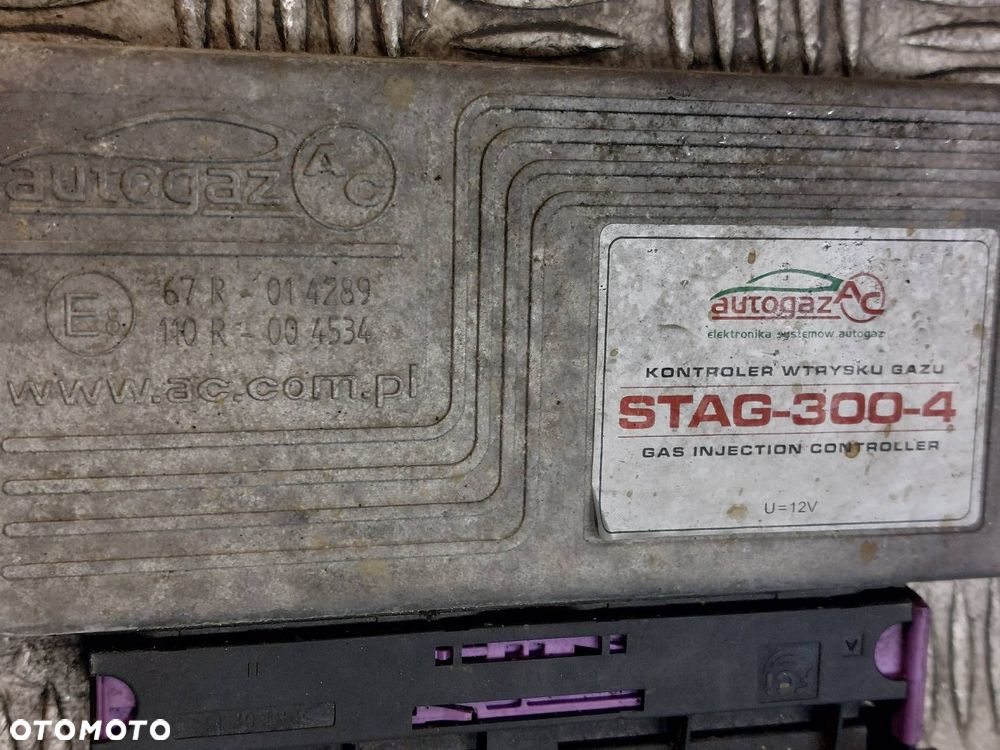 autogaz AC
E8
67 R - 01 4289
110 R - 00 4534
www.ac.com.pl
autogaz AC
elektronika systemów autogaz
KONTROLER WTRYSKU GAZU
STAG-300-4
GAS INJECTION CONTROLLER
U=12V
A
OTOMOTO